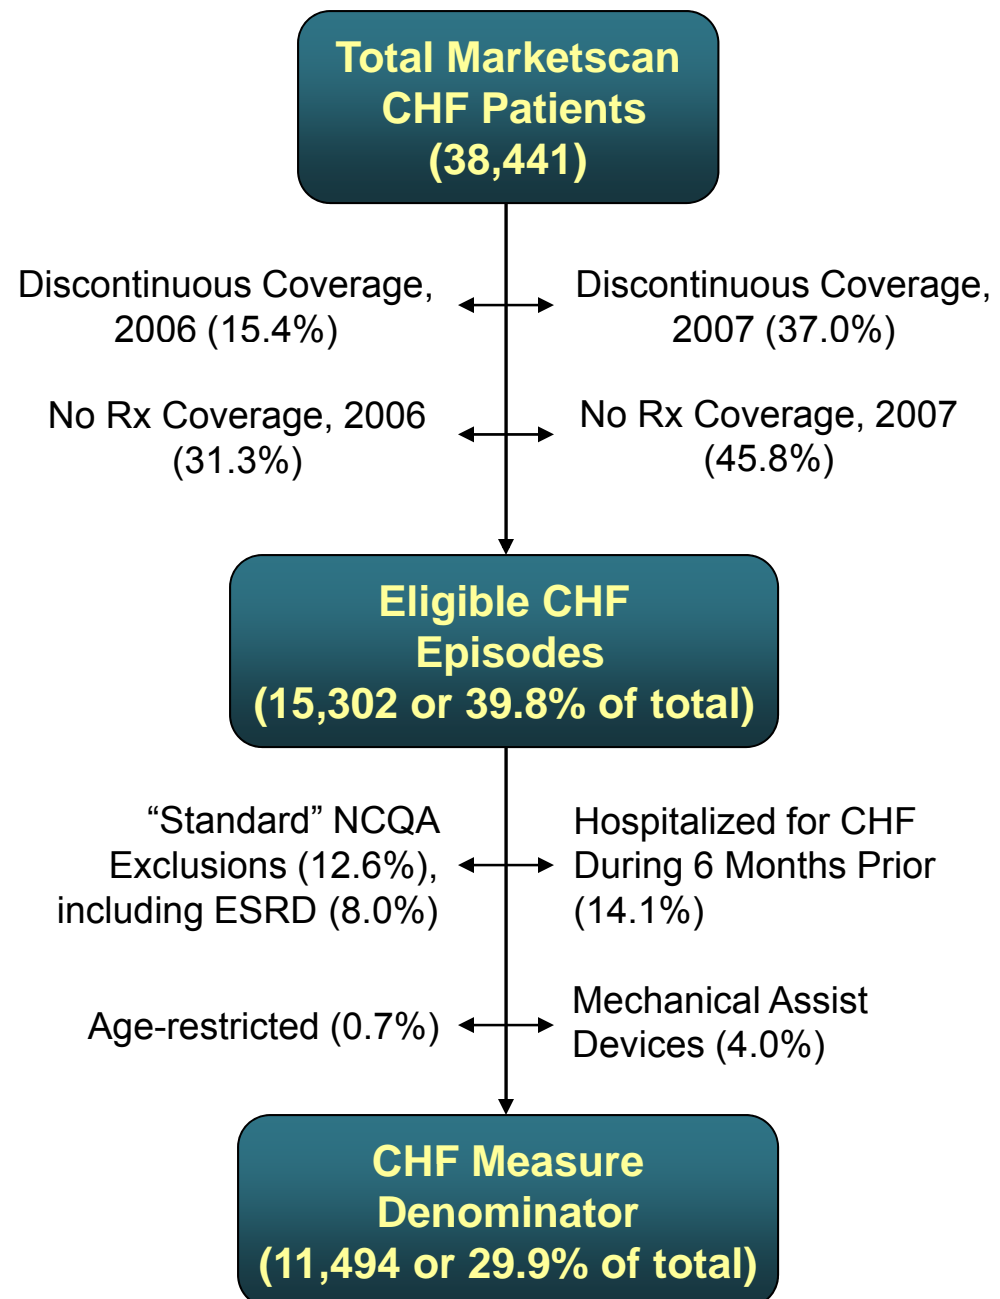 Total Marketscan
CHF Patients
(38,441)
Discontinuous Coverage,
2006 (15.4%)
Discontinuous Coverage,
2007 (37.0%)
No Rx Coverage, 2006
(31.3%)
No Rx Coverage, 2007
(45.8%)
Eligible CHF
Episodes
(15,302 or 39.8% of total)
“Standard” NCQA
Exclusions (12.6%),
including ESRD (8.0%)
Hospitalized for CHF
During 6 Months Prior
(14.1%)
Age-restricted (0.7%)
Mechanical Assist
Devices (4.0%)
CHF Measure
Denominator
(11,494 or 29.9% of total)